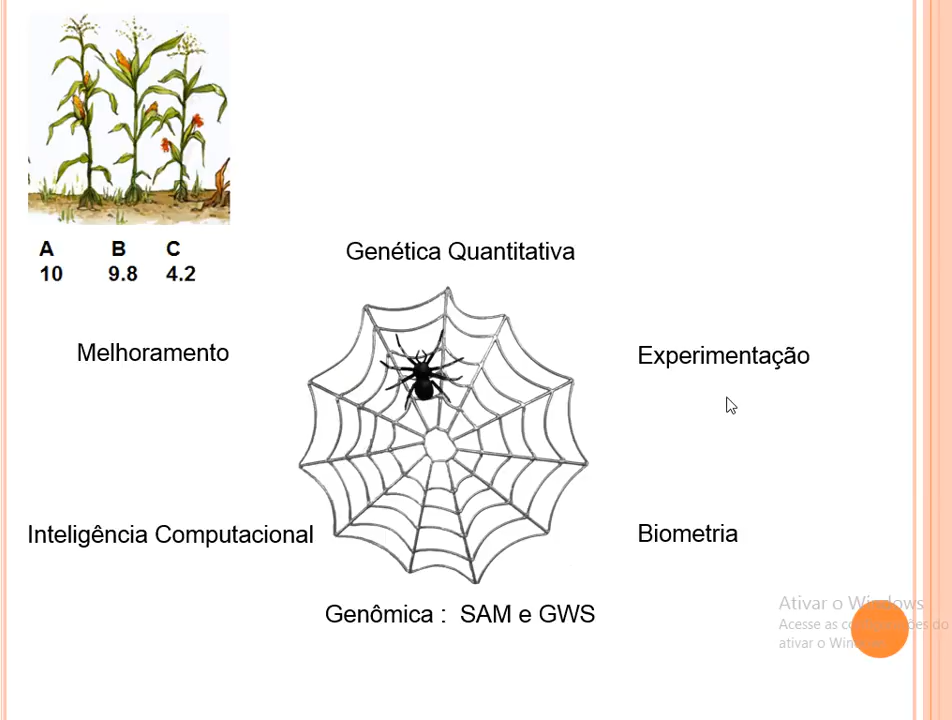 A B C
10 9.8 4.2
Genética Quantitativa
Melhoramento
Experimentação
Inteligência Computacional
Biometria
Genômica : SAM e GWS
Ativar o Windows
Acesse as do
ativar o